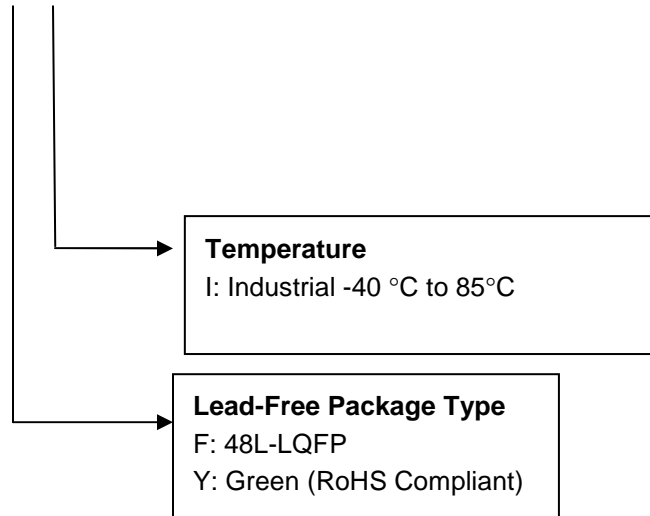 Temperature
I: Industrial -40 °C to 85°C
Lead-Free Package Type
F: 48L-LQFP
Y: Green (RoHS Compliant)